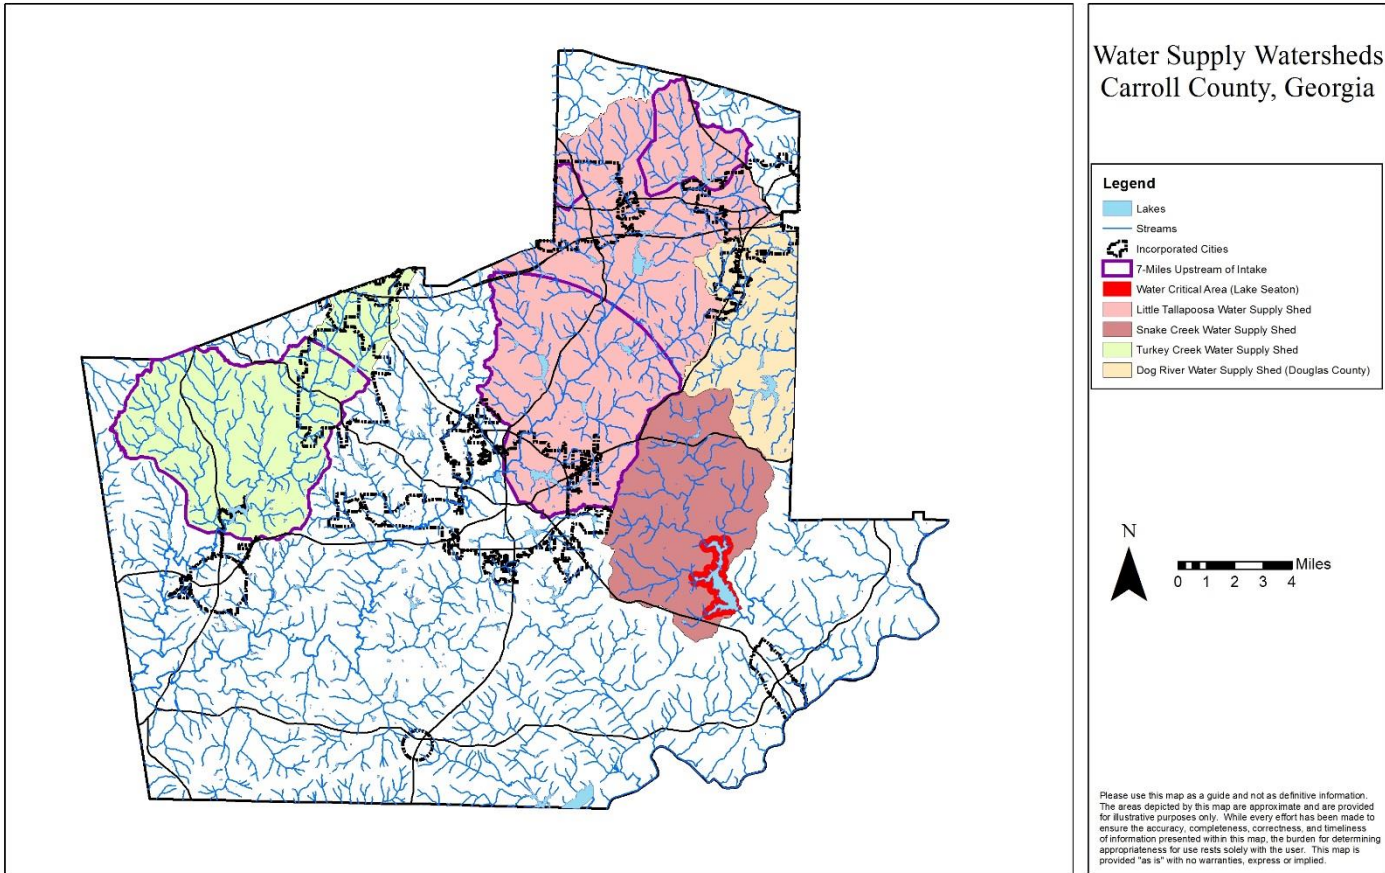 Water Supply Watersheds
Carroll County, Georgia
Legend
Lakes
Streams
Incorporated Cities
7-Miles Upstream of Intake
Water Critical Area (Lake Seaton)
Little Tallapoosa Water Supply Shed
Snake Creek Water Supply Shed
Turkey Creek Water Supply Shed
Dog River Water Supply Shed (Douglas County)
N
Miles
0 1 2 3 4
Please use this map as a guide and not as definitive information.
The areas depicted by this map are approximate and are provided
for illustrative purposes only. While every effort has been made to
ensure the accuracy, completeness, correctness, and timeliness
of information presented within this map, the burden for determining
appropriateness for use rests solely with the user. This map is
provided "as is" with no warranties, express or implied.